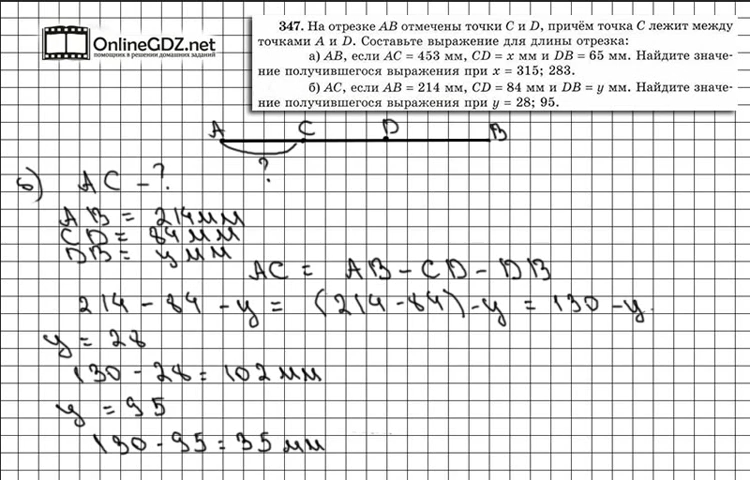 OnlineGDZ.net
помощник в решении домашних заданий
347. На отрезке AB отмечены точки C и D, причём точка C лежит между
точками A и D. Составьте выражение для длины отрезка:
а) AB, если AC = 453 мм, CD = x мм и DB = 65 мм. Найдите значе-
ние получившегося выражения при x = 315; 283.
б) AC, если AB = 214 мм, CD = 84 мм и DB = y мм. Найдите значе-
ние получившегося выражения при y = 28; 95.
A C D B
?
б) AC - ?
AB = 214 мм
CD = 84 мм
DB = y мм
AC = AB - CD - DB
214 - 84 - y = (214 - 84) - y = 130 - y
y = 28
130 - 28 = 102 мм
y = 95
130 - 95 = 35 мм